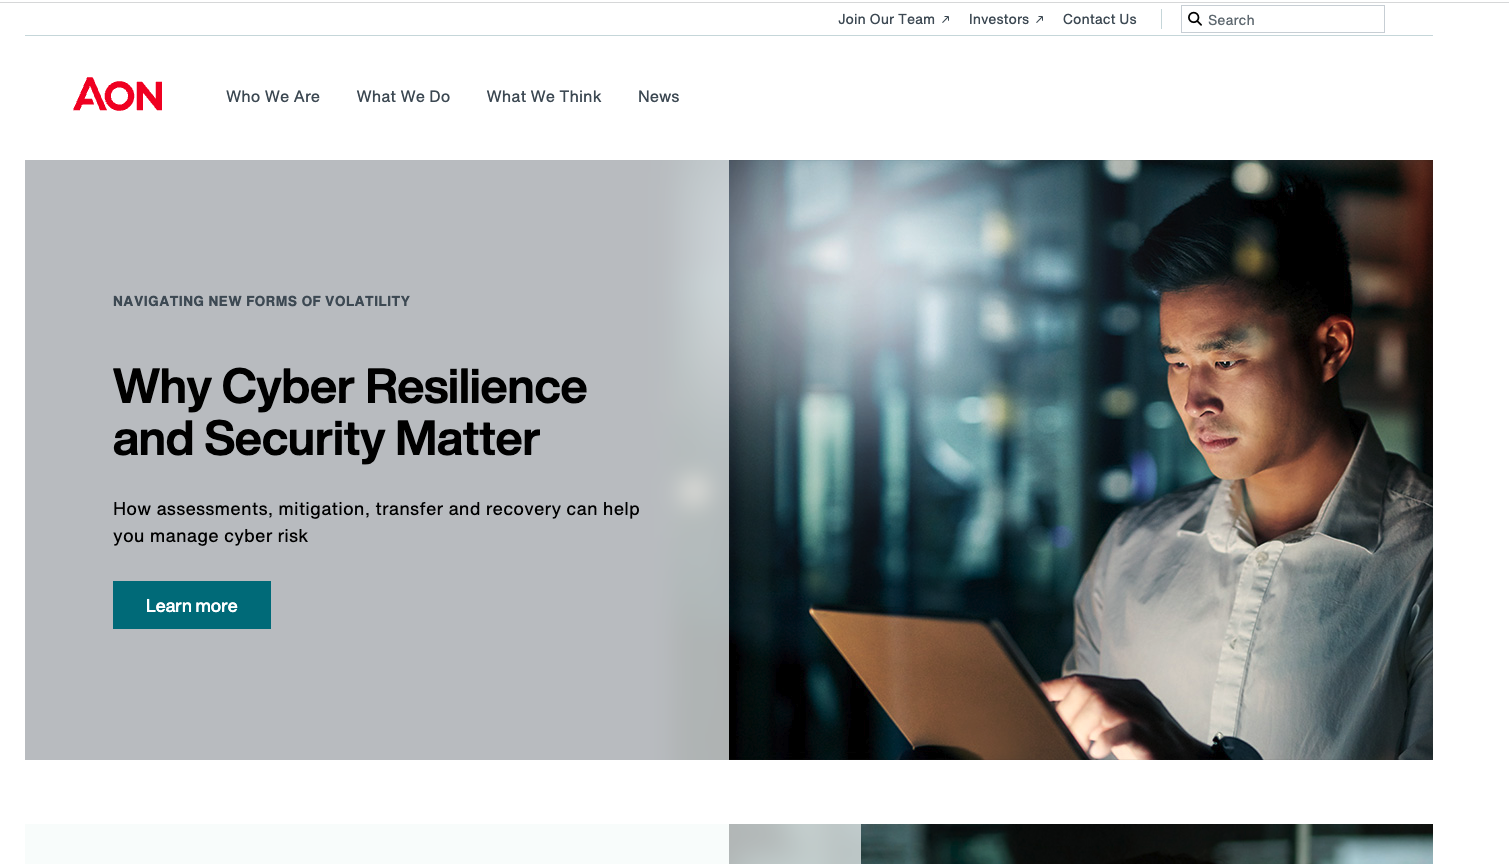 Join Our Team ↗ Investors ↗ Contact Us Search
AON Who We Are What We Do What We Think News
NAVIGATING NEW FORMS OF VOLATILITY
Why Cyber Resilience
and Security Matter
How assessments, mitigation, transfer and recovery can help
you manage cyber risk
Learn more